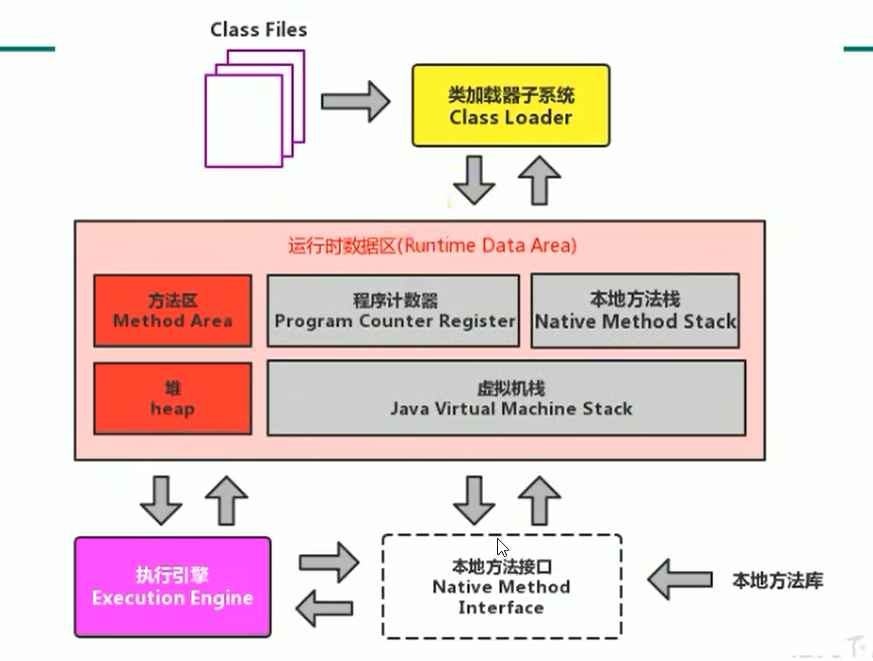 Class Files
类加载器子系统
Class Loader
运行时数据区(Runtime Data Area)
方法区
Method Area
程序计数器
Program Counter Register
本地方法栈
Native Method Stack
堆
heap
虚拟机栈
Java Virtual Machine Stack
执行引擎
Execution Engine
本地方法接口
Native Method
Interface
本地方法库